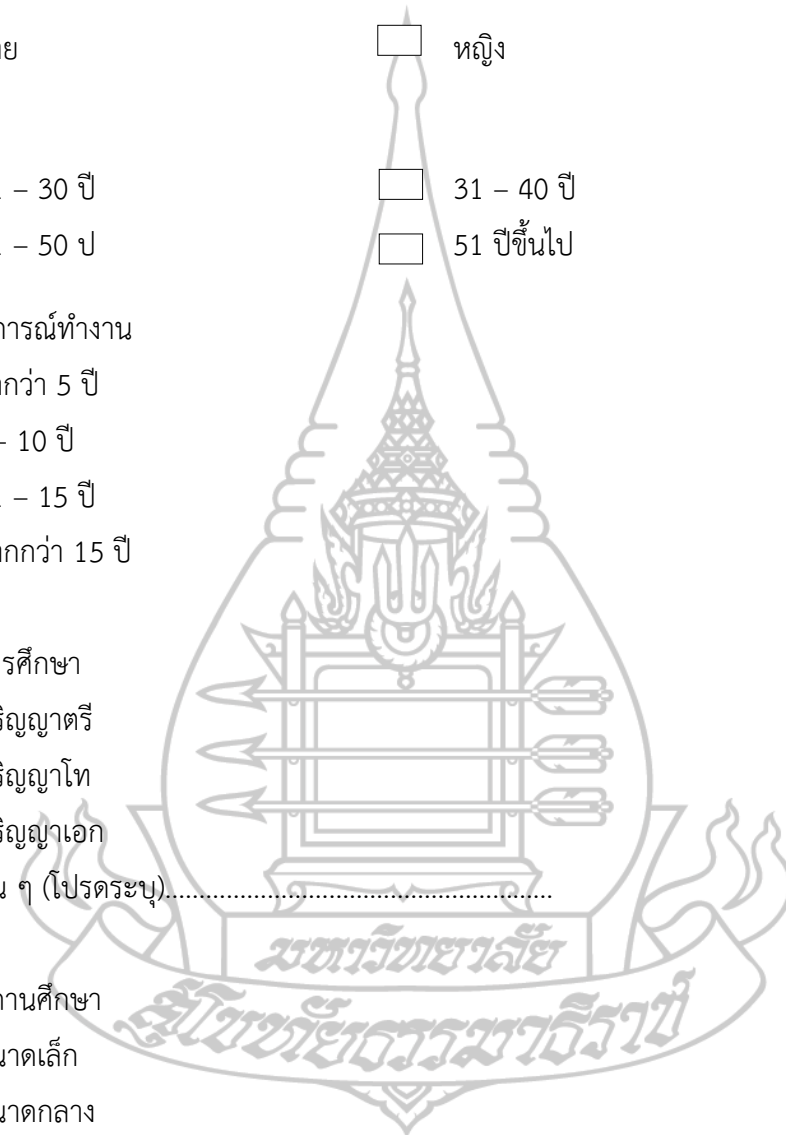 าย หญิง
– 30 ปี 31 – 40 ปี
– 50 ป 51 ปีขึ้นไป
การณ์ทำงาน
กว่า 5 ปี
– 10 ปี
– 15 ปี
ากกว่า 15 ปี
รศึกษา
ริญญาตรี
ริญญาโท
ริญญาเอก
น ๆ (โปรดระบุ)........................................................
มหาวิทยาลัย
สุโขทัยธรรมาธิราช
านศึกษา
นาดเล็ก
นาดกลาง